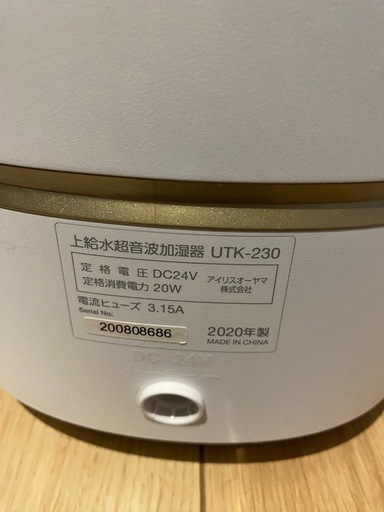 上給水超音波加湿器 UTK-230
定格電圧 DC24V
定格消費電力 20W
アイリスオーヤマ
株式会社
電流ヒューズ 3.15A
Serial No:
200808686
2020年製
MADE IN CHINA
DC 24V